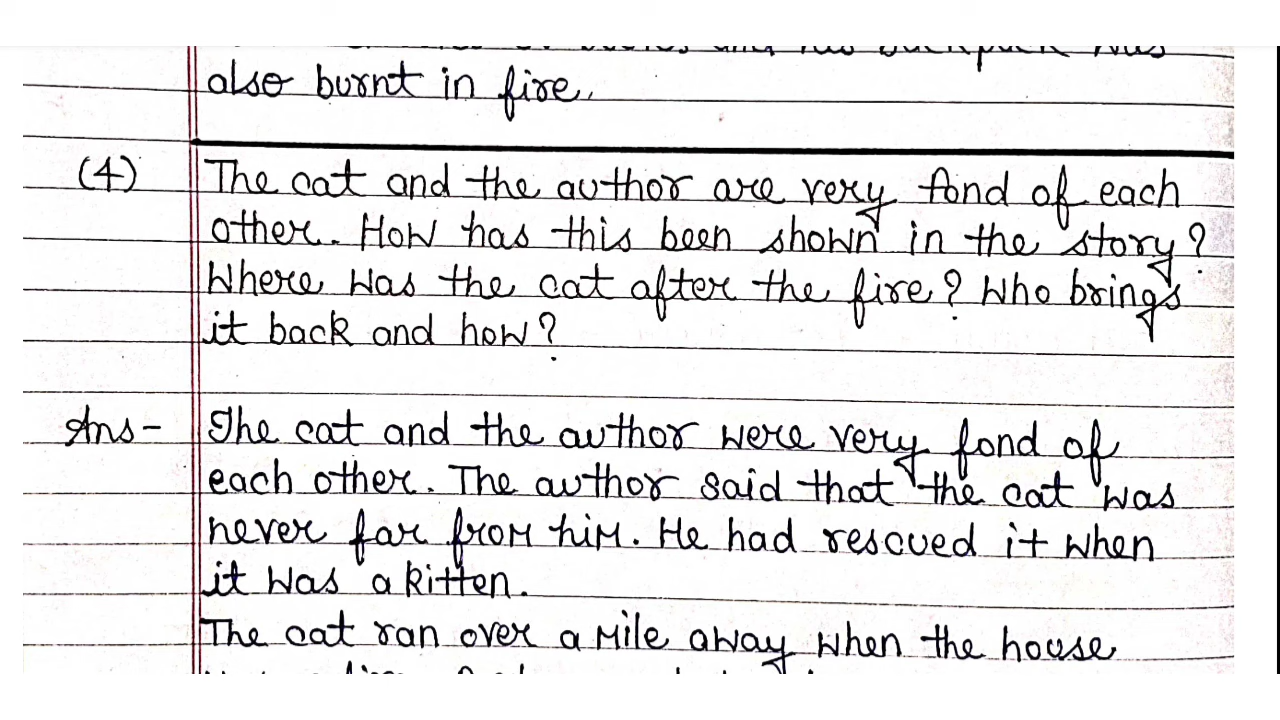 also burnt in fire.
(4) The cat and the author are very fond of each
other. How has this been shown in the story?
Where was the cat after the fire? Who brings
it back and how?
Ans- The cat and the author were very fond of
each other. The author said that the cat was
never far from him. He had rescued it when
it was a kitten.
The cat ran over a mile away when the house